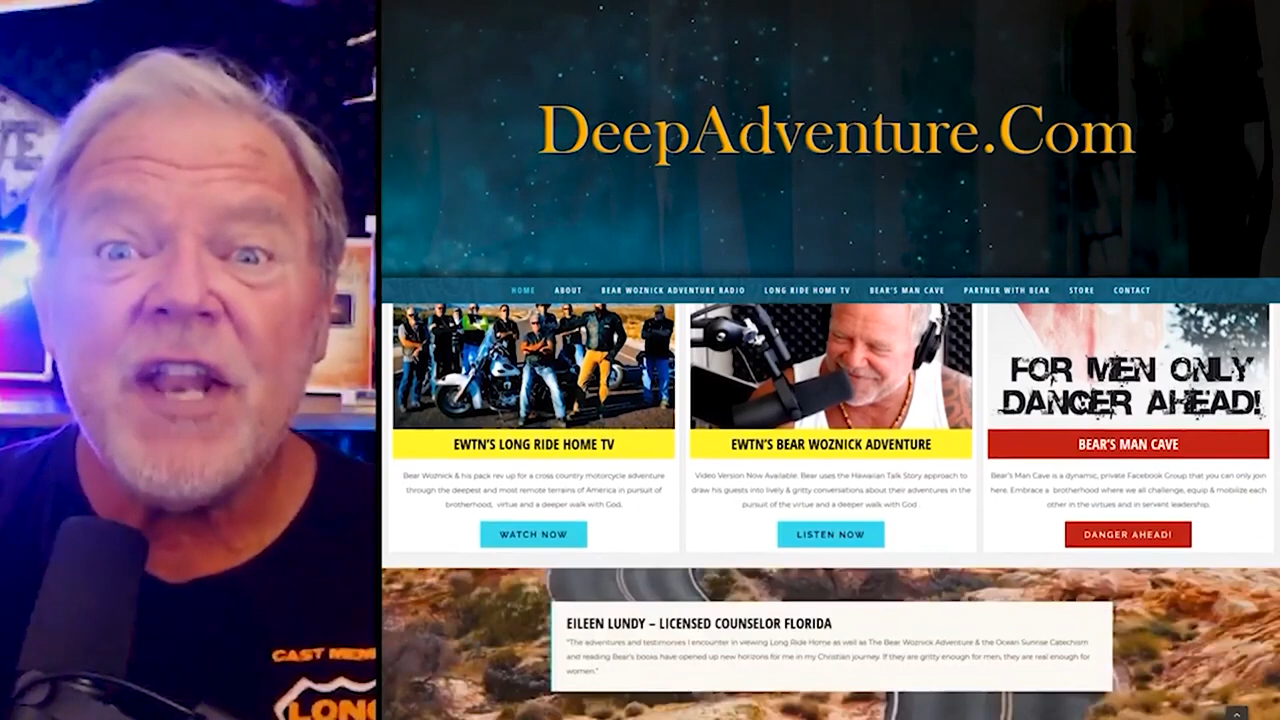 DeepAdventure.Com
HOME ABOUT BEAR WOZNICK ADVENTURE RADIO LONG RIDE HOME TV BEAR'S MAN CAVE PARTNER WITH BEAR STORE CONTACT
FOR MEN ONLY
DANGER AHEAD!
EWTN'S LONG RIDE HOME TV
Bear Woznick & his pack rev up for a cross country motorcycle adventure
through the deepest and most remote terrains of America in pursuit of
brotherhood, virtue and a deeper walk with God.
WATCH NOW
EWTN'S BEAR WOZNICK ADVENTURE
Video Version Now Available. Bear uses the Hawaiian Talk Story approach to
draw his guests into lively & gritty conversations about their adventures in the
pursuit of the virtue and a deeper walk with God
LISTEN NOW
BEAR'S MAN CAVE
Bear's Man Cave is a dynamic, private Facebook Group that you can only join
here. Embrace a brotherhood where we all challenge, equip & mobilize each
other in the virtues and in servant leadership.
DANGER AHEAD!
EILEEN LUNDY – LICENSED COUNSELOR FLORIDA
"The adventures and testimonies I encounter in viewing Long Ride Home as well as The Bear Woznick Adventure & the Ocean Sunrise Catechism
and reading Bear's books have opened up new horizons for me in my Christian journey. If they are gritty enough for men, they are real enough for
women."
CAST MEM
LONG